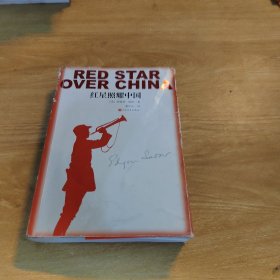 RED STAR
OVER CHINA
红星照耀中国
Edgar Snow